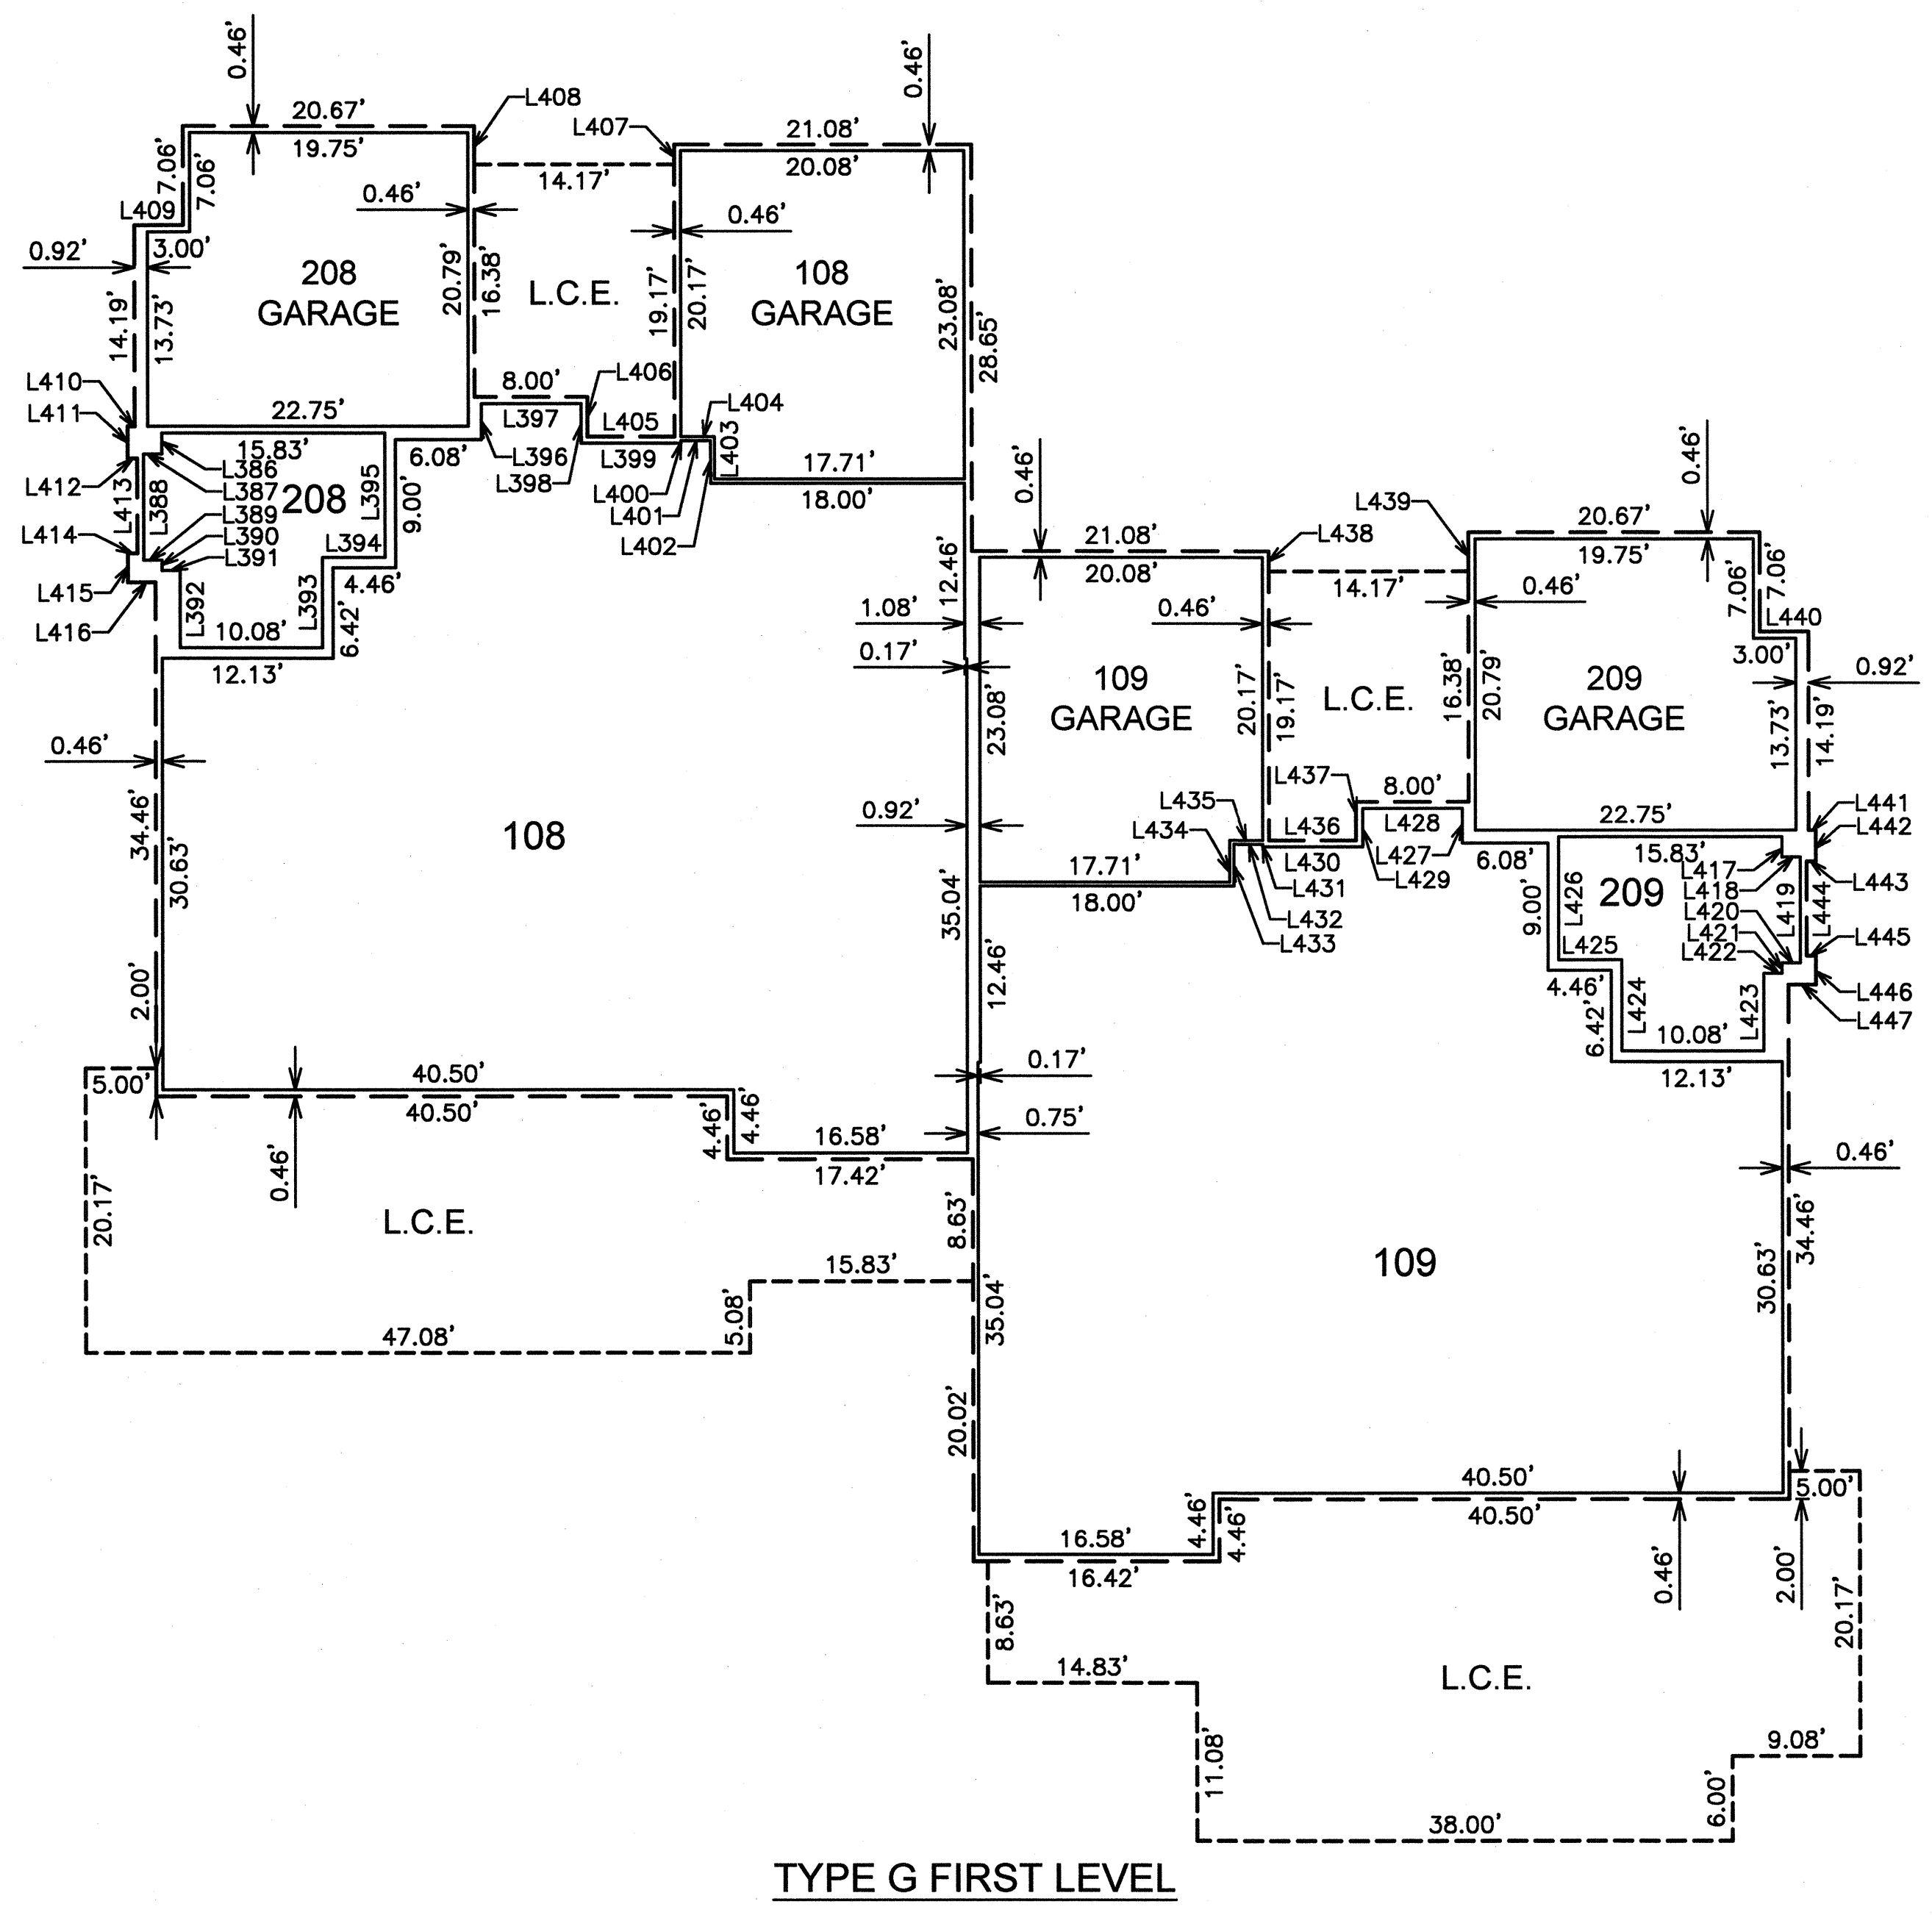 0.46'
0.46'
20.67'
L408
L407
21.08'
19.75'
20.08'
7.06'
7.06'
14.17'
0.46'
0.46'
L409
0.92'
3.00'
208
GARAGE
20.79'
16.38'
L.C.E.
19.17'
20.17'
108
GARAGE
23.08'
28.65'
14.19'
13.73'
L410
L411
22.75'
8.00'
L406
L397
L405
L404
L403
15.83'
L386
L387
L388
L389
L390
L391
208
L395
6.08'
L396
L398
L399
L400
L401
L402
17.71'
18.00'
L412
L413
L414
L415
L416
9.00'
L394
4.46'
L392
L393
10.08'
6.42'
12.13'
12.46'
1.08'
0.17'
0.46'
34.46'
30.63'
108
0.92'
35.04'
2.00'
5.00'
40.50'
40.50'
4.46'
4.46'
16.58'
17.42'
0.46'
20.17'
L.C.E.
8.63'
15.83'
5.08'
47.08'
0.46'
21.08'
20.08'
L438
L439
0.46'
20.67'
19.75'
14.17'
0.46'
0.46'
7.06'
7.06'
L440
3.00'
0.92'
109
GARAGE
23.08'
20.17'
19.17'
L.C.E.
16.38'
20.79'
209
GARAGE
13.73'
14.19'
L437
8.00'
22.75'
L441
L442
L435
L434
L436
L428
L430
L427
L429
6.08'
15.83'
L417
L418
L419
L420
L421
L422
L443
L444
L445
L446
L447
17.71'
18.00'
L431
L432
L433
209
L426
9.00'
L425
4.46'
L424
L423
10.08'
6.42'
12.13'
12.46'
0.17'
0.75'
0.46'
34.46'
30.63'
109
35.04'
20.02'
40.50'
40.50'
5.00'
4.46'
4.46'
16.58'
16.42'
0.46'
2.00'
20.17'
8.63'
14.83'
L.C.E.
11.08'
9.08'
6.00'
38.00'
TYPE G FIRST LEVEL